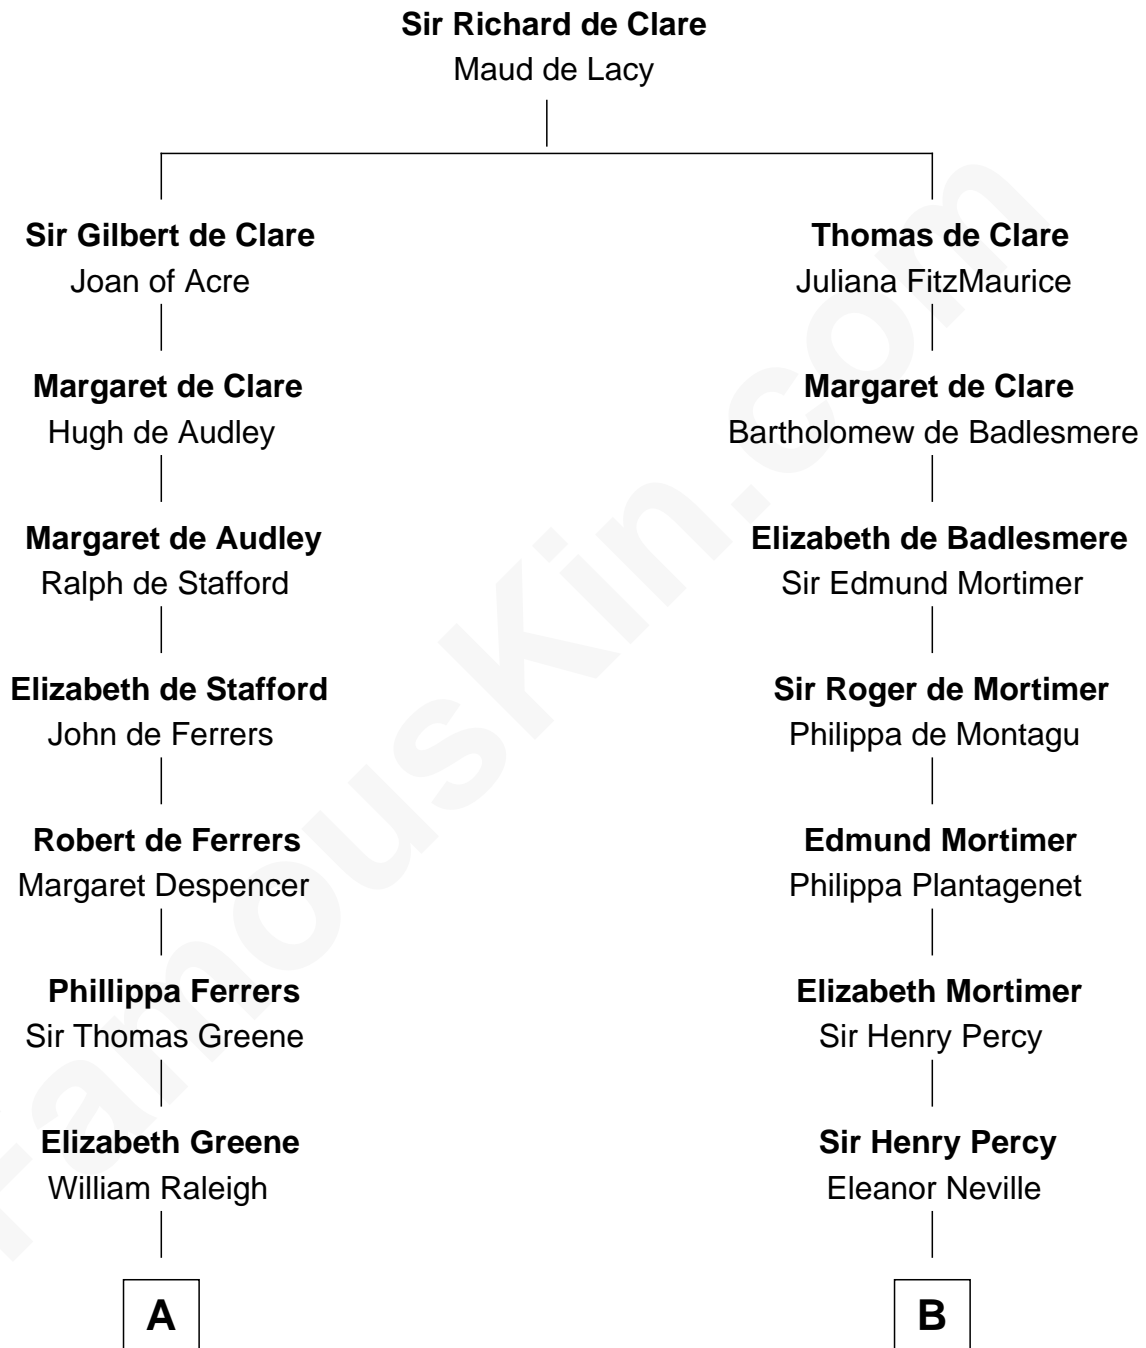 Sir Richard de Clare
Maud de Lacy
Sir Gilbert de Clare
Joan of Acre
Thomas de Clare
Juliana FitzMaurice
Margaret de Clare
Hugh de Audley
Margaret de Clare
Bartholomew de Badlesmere
Margaret de Audley
Ralph de Stafford
Elizabeth de Badlesmere
Sir Edmund Mortimer
Elizabeth de Stafford
John de Ferrers
Sir Roger de Mortimer
Philippa de Montagu
Robert de Ferrers
Margaret Despencer
Edmund Mortimer
Philippa Plantagenet
Phillippa Ferrers
Sir Thomas Greene
Elizabeth Mortimer
Sir Henry Percy
Elizabeth Greene
William Raleigh
Sir Henry Percy
Eleanor Neville
A
B
FamousKin.com